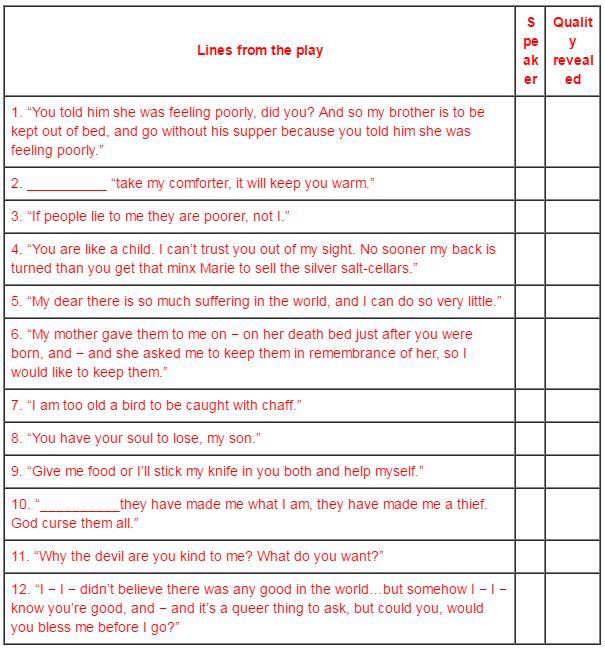 Lines from the play
S
pe
ak
er
Qualit
y
reveal
ed
1. “You told him she was feeling poorly, did you? And so my brother is to be
kept out of bed, and go without his supper because you told him she was
feeling poorly.”
2. __________ “take my comforter, it will keep you warm.”
3. “If people lie to me they are poorer, not I.”
4. “You are like a child. I can’t trust you out of my sight. No sooner my back is
turned than you get that minx Marie to sell the silver salt-cellars.”
5. “My dear there is so much suffering in the world, and I can do so very little.”
6. “My mother gave them to me on − on her death bed just after you were
born, and − and she asked me to keep them in remembrance of her, so I
would like to keep them.”
7. “I am too old a bird to be caught with chaff.”
8. “You have your soul to lose, my son.”
9. “Give me food or I’ll stick my knife in you both and help myself.”
10. “__________they have made me what I am, they have made me a thief.
God curse them all.”
11. “Why the devil are you kind to me? What do you want?”
12. “I − I − didn’t believe there was any good in the world…but somehow I − I −
know you’re good, and − and it’s a queer thing to ask, but could you, would
you bless me before I go?”